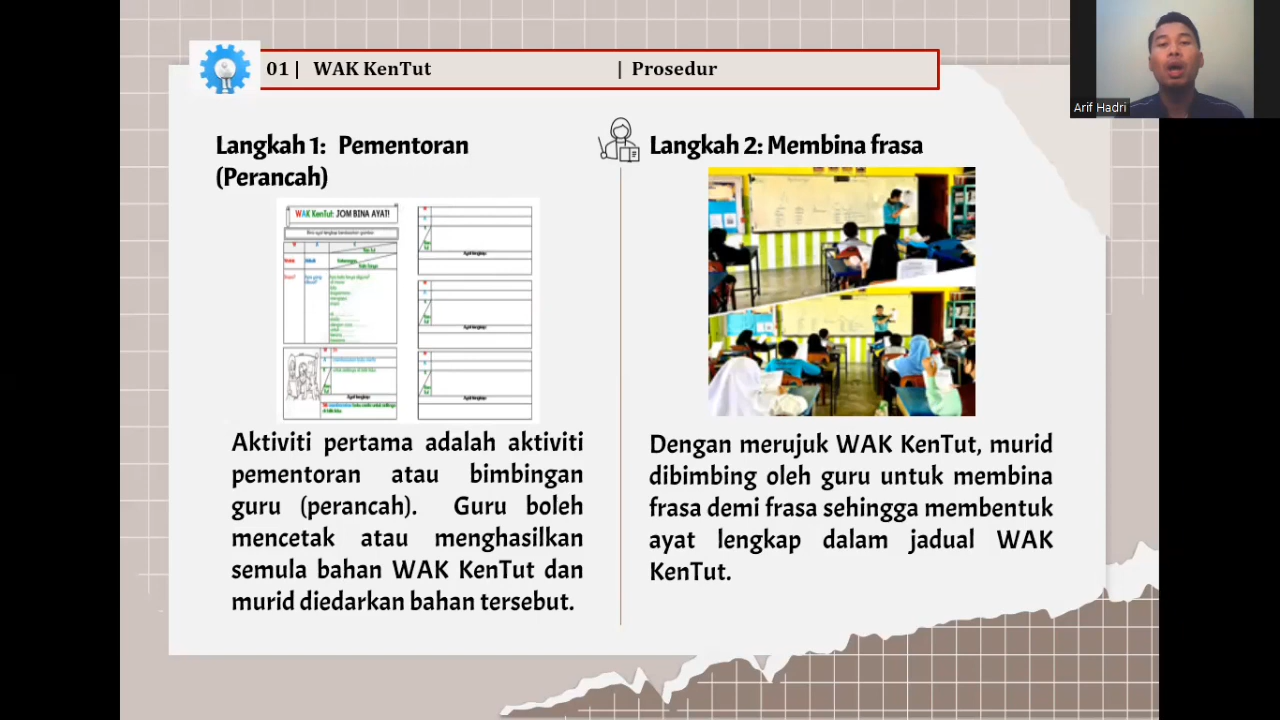 01 | WAK KenTut | Prosedur
Arif Hadri
Langkah 1: Pementoran
(Perancah)
WAK KenTut: JOM BINA AYAT!
Aktiviti pertama adalah aktiviti
pementoran atau bimbingan
guru (perancah). Guru boleh
mencetak atau menghasilkan
semula bahan WAK KenTut dan
murid diedarkan bahan tersebut.
Langkah 2: Membina frasa
Dengan merujuk WAK KenTut, murid
dibimbing oleh guru untuk membina
frasa demi frasa sehingga membentuk
ayat lengkap dalam jadual WAK
KenTut.